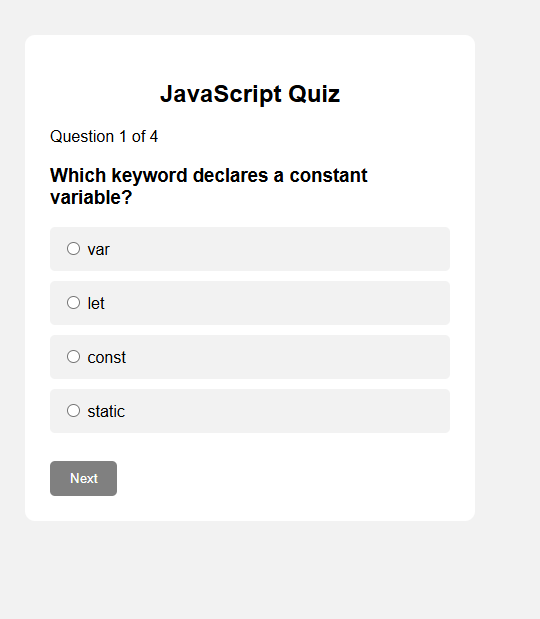 JavaScript Quiz
Question 1 of 4
Which keyword declares a constant
variable?
var
let
const
static
Next